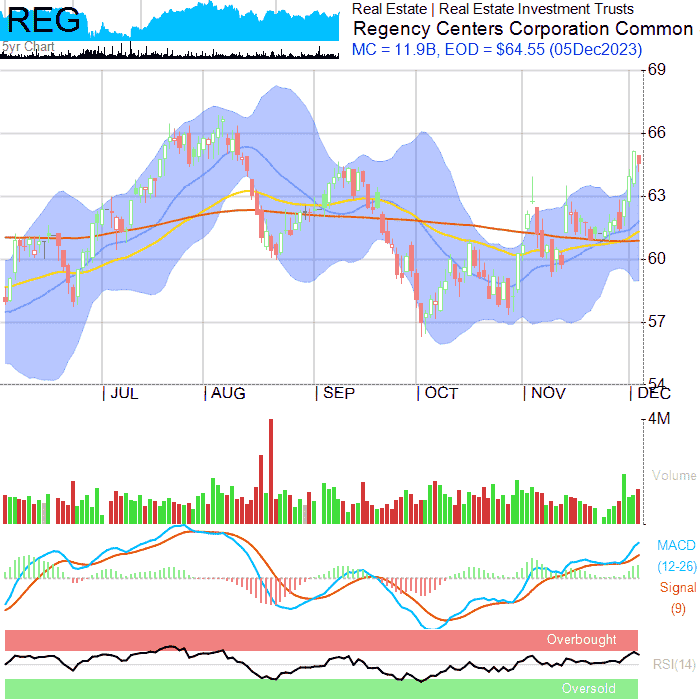 REG
5yr Chart
Real Estate | Real Estate Investment Trusts
Regency Centers Corporation Common
MC = 11.9B, EOD = $64.55 (05Dec2023)
69
66
63
60
57
54
JUL AUG SEP OCT NOV DEC
4M
Volume
MACD
(12-26)
Signal
(9)
Overbought
RSI(14)
Oversold